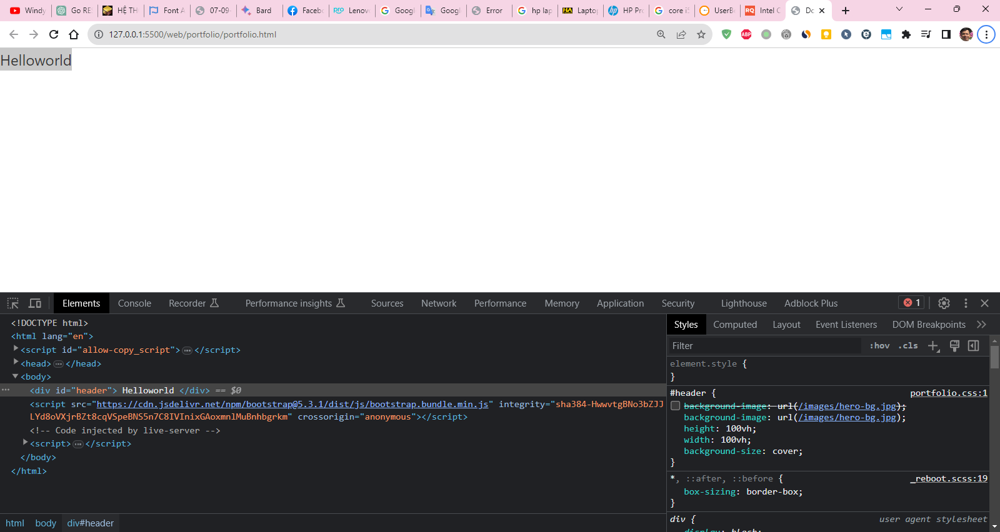 Windy
Go RE
HỆ TH
Font A
07-09-
Bard
Facebo
Lenov
Googl
Googl
Error
hp lap
Laptop
HP Pro
core i5
UserBe
Intel C
Dc
127.0.0.1:5500/web/portfolio/portfolio.html
Helloworld
Elements Console Recorder Performance insights Sources Network Performance Memory Application Security Lighthouse Adblock Plus 1
<!DOCTYPE html>
<html lang="en">
<script id="allow-copy_script">…</script>
<head>…</head>
<body>
<div id="header"> Helloworld </div> == $0
<script src="https://cdn.jsdelivr.net/npm/bootstrap@5.3.1/dist/js/bootstrap.bundle.min.js" integrity="sha384-HwwvtgBNo3bZJJ
LYd8oVXjrBZt8cqVSpeBNS5n7C8IVInixGAoxmnlMuBnhbgrkm" crossorigin="anonymous"></script>
<!-- Code injected by live-server -->
<script>…</script>
</body>
</html>
html body div#header
Styles Computed Layout Event Listeners DOM Breakpoints
Filter :hov .cls
element.style {
}
#header { portfolio.css:1
background-image: url(/images/hero-bg.jpg);
background-image: url(/images/hero-bg.jpg);
height: 100vh;
width: 100vh;
background-size: cover;
}
*, ::after, ::before { _reboot.scss:19
box-sizing: border-box;
}
div { user agent stylesheet
display: block;